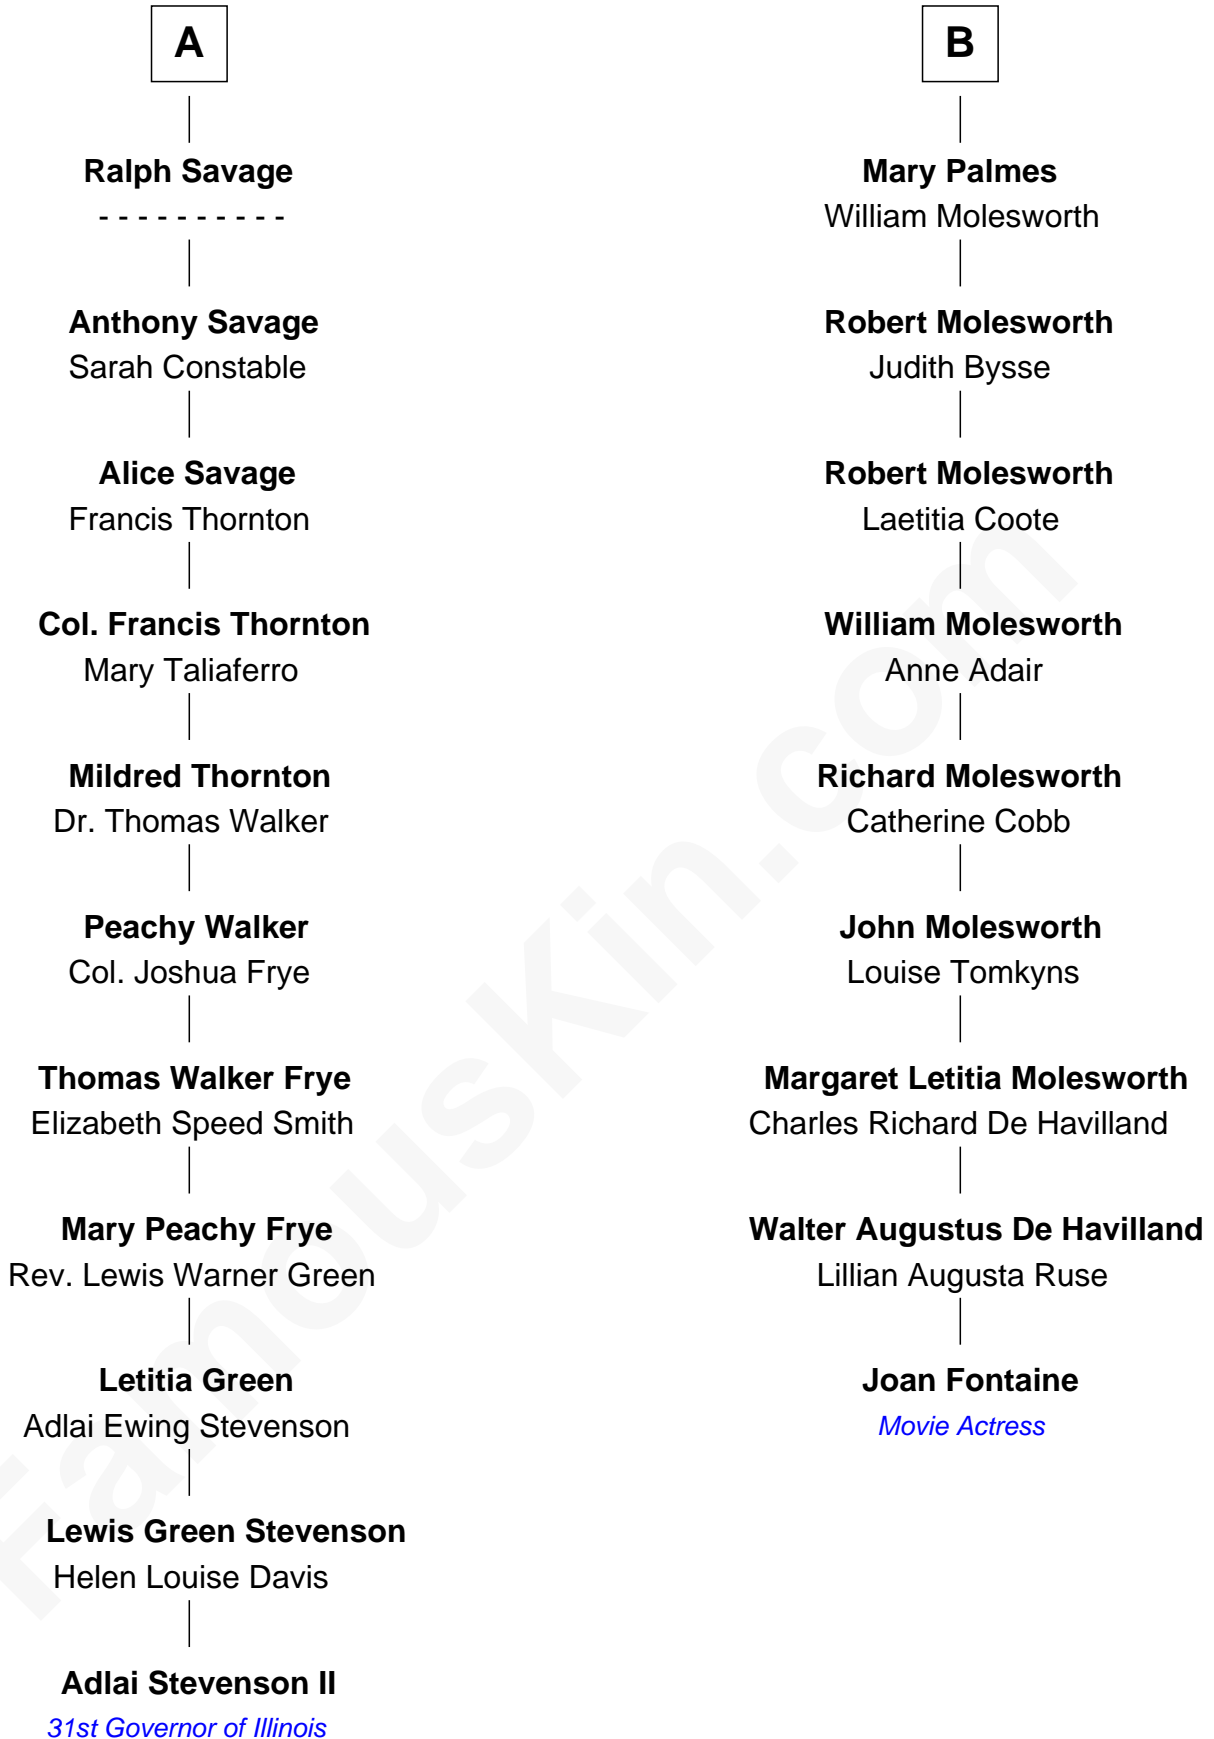 A
Ralph Savage
- - - - - - - - - -
Anthony Savage
Sarah Constable
Alice Savage
Francis Thornton
Col. Francis Thornton
Mary Taliaferro
Mildred Thornton
Dr. Thomas Walker
Peachy Walker
Col. Joshua Frye
Thomas Walker Frye
Elizabeth Speed Smith
Mary Peachy Frye
Rev. Lewis Warner Green
Letitia Green
Adlai Ewing Stevenson
Lewis Green Stevenson
Helen Louise Davis
Adlai Stevenson II
31st Governor of Illinois
B
Mary Palmes
William Molesworth
Robert Molesworth
Judith Bysse
Robert Molesworth
Laetitia Coote
William Molesworth
Anne Adair
Richard Molesworth
Catherine Cobb
John Molesworth
Louise Tomkyns
Margaret Letitia Molesworth
Charles Richard De Havilland
Walter Augustus De Havilland
Lillian Augusta Ruse
Joan Fontaine
Movie Actress
FamousKin.com